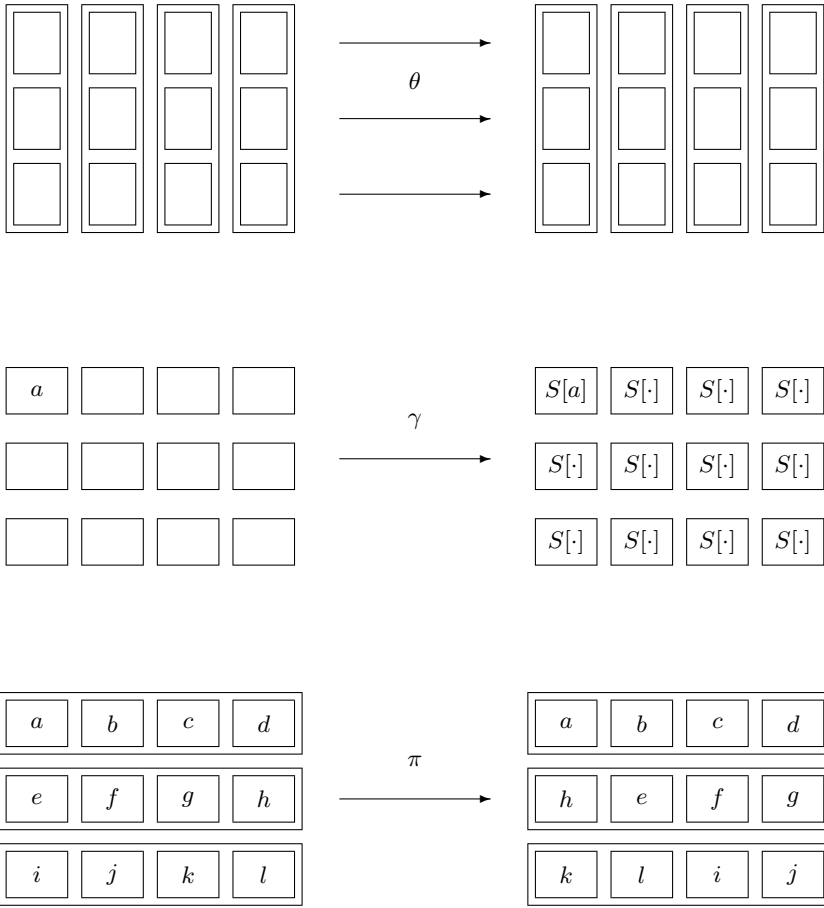 θ
a S[a] S[·] S[·] S[·]
γ
S[·] S[·] S[·] S[·]
S[·] S[·] S[·] S[·]
a b c d a b c d
π
e f g h h e f g
i j k l k l i j